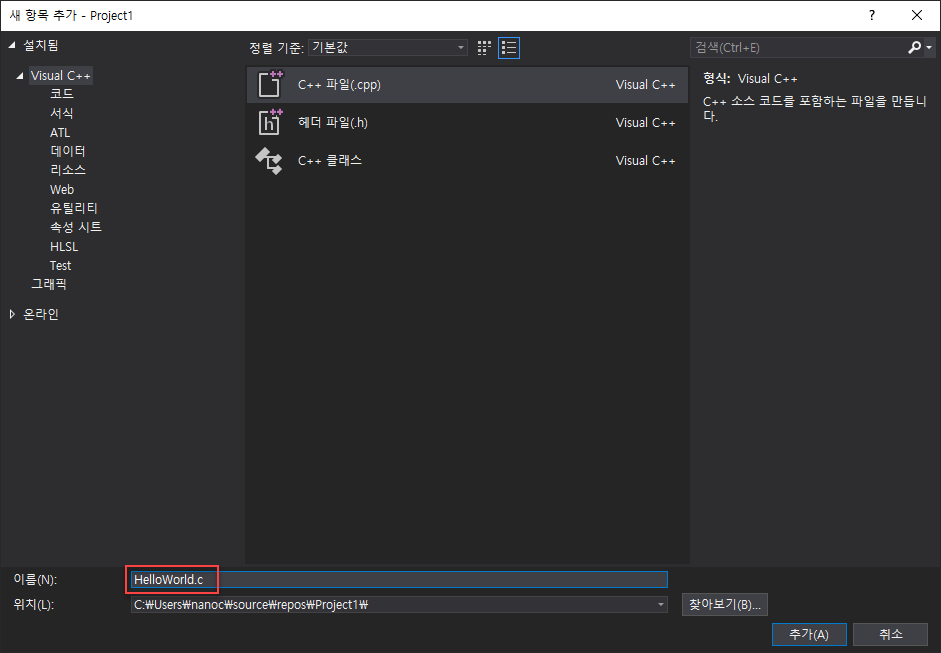 새 항목 추가 - Project1
?
설치됨
정렬 기준: 기본값
검색(Ctrl+E)
Visual C++
코드
서식
ATL
데이터
리소스
Web
유틸리티
속성 시트
HLSL
Test
그래픽
온라인
C++ 파일(.cpp) Visual C++
헤더 파일(.h) Visual C++
C++ 클래스 Visual C++
형식: Visual C++
C++ 소스 코드를 포함하는 파일을 만듭니
다.
이름(N): HelloWorld.c
위치(L): C:₩Users₩nanoc₩source₩repos₩Project1₩
찾아보기(B)...
추가(A) 취소